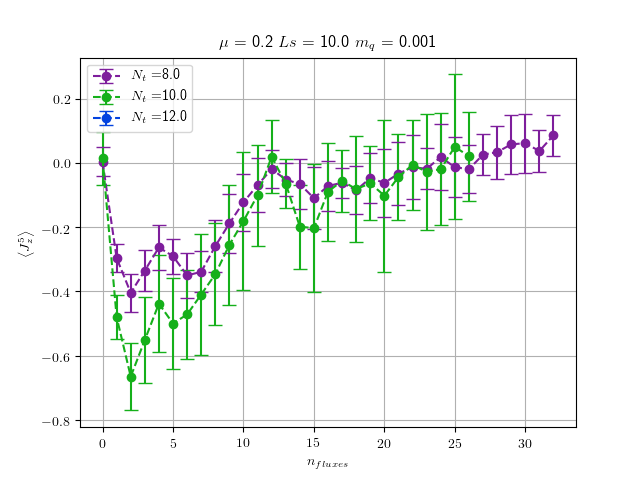 μ = 0.2 Ls = 10.0 m_q = 0.001
N_t =8.0
N_t =10.0
N_t =12.0
0.2
0.0
−0.2
−0.4
−0.6
−0.8
⟨J_z^5⟩
0 5 10 15 20 25 30
n_fluxes